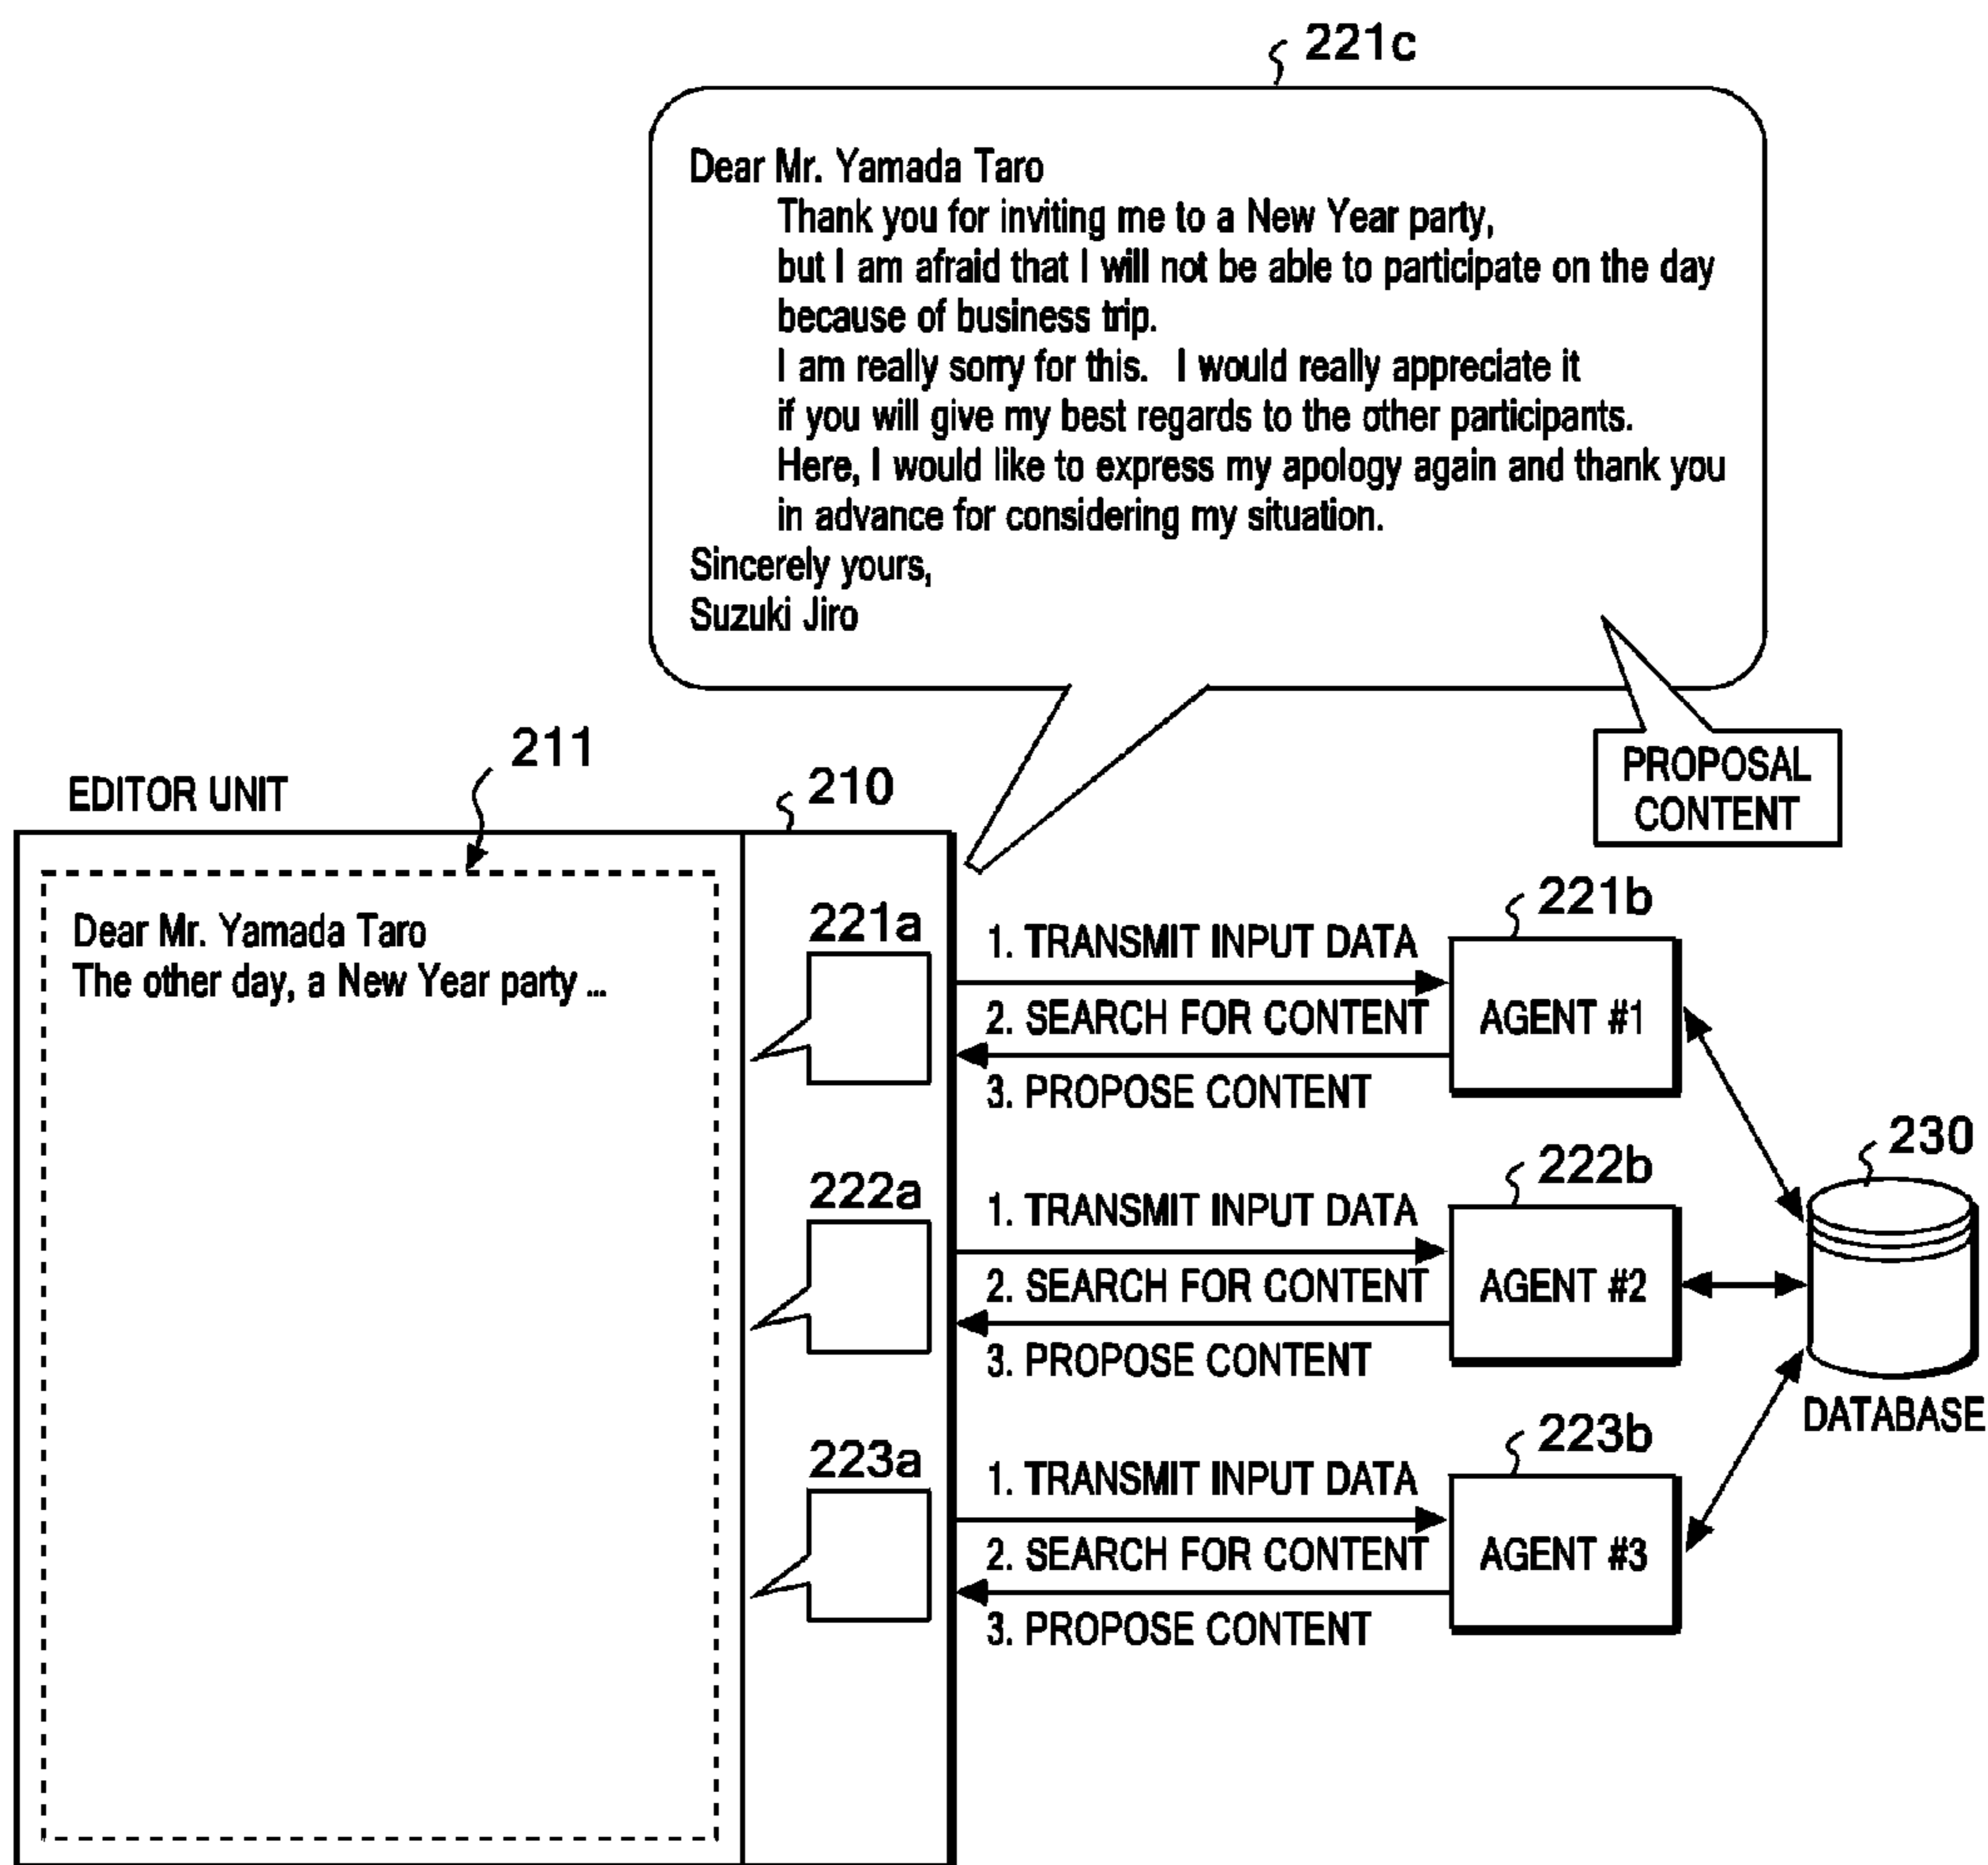 221c
Dear Mr. Yamada Taro
Thank you for inviting me to a New Year party,
but I am afraid that I will not be able to participate on the day
because of business trip.
I am really sorry for this. I would really appreciate it
if you will give my best regards to the other participants.
Here, I would like to express my apology again and thank you
in advance for considering my situation.
Sincerely yours,
Suzuki Jiro
PROPOSAL
CONTENT
EDITOR UNIT
211
210
Dear Mr. Yamada Taro
The other day, a New Year party ...
221a
1. TRANSMIT INPUT DATA
2. SEARCH FOR CONTENT
3. PROPOSE CONTENT
221b
AGENT #1
222a
1. TRANSMIT INPUT DATA
2. SEARCH FOR CONTENT
3. PROPOSE CONTENT
222b
AGENT #2
230
DATABASE
223a
1. TRANSMIT INPUT DATA
2. SEARCH FOR CONTENT
3. PROPOSE CONTENT
223b
AGENT #3